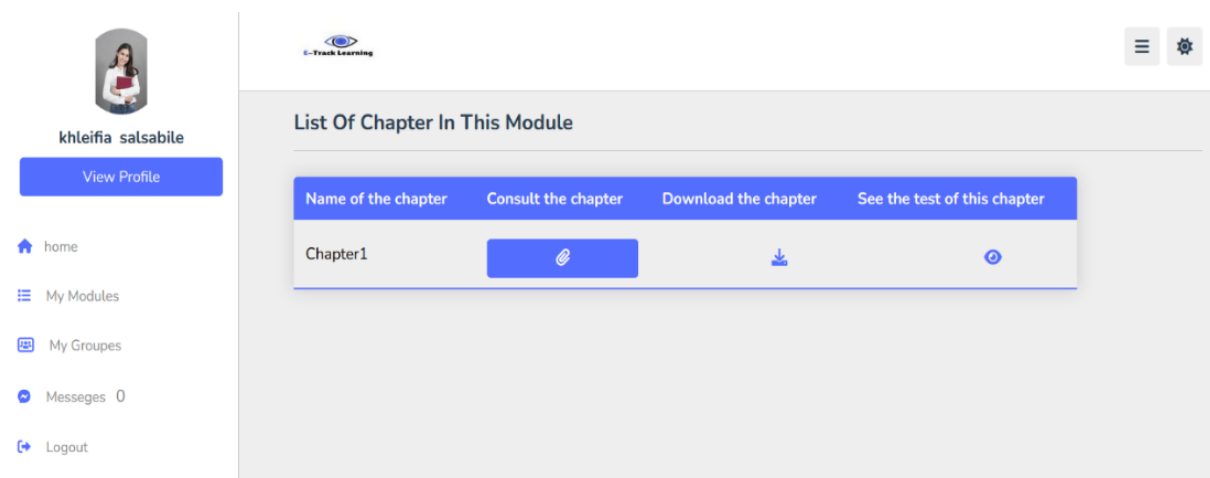 khleifia salsabile
View Profile
home
My Modules
My Groupes
Messeges 0
Logout
E-Track Learning
List Of Chapter In This Module
Name of the chapter Consult the chapter Download the chapter See the test of this chapter
Chapter1